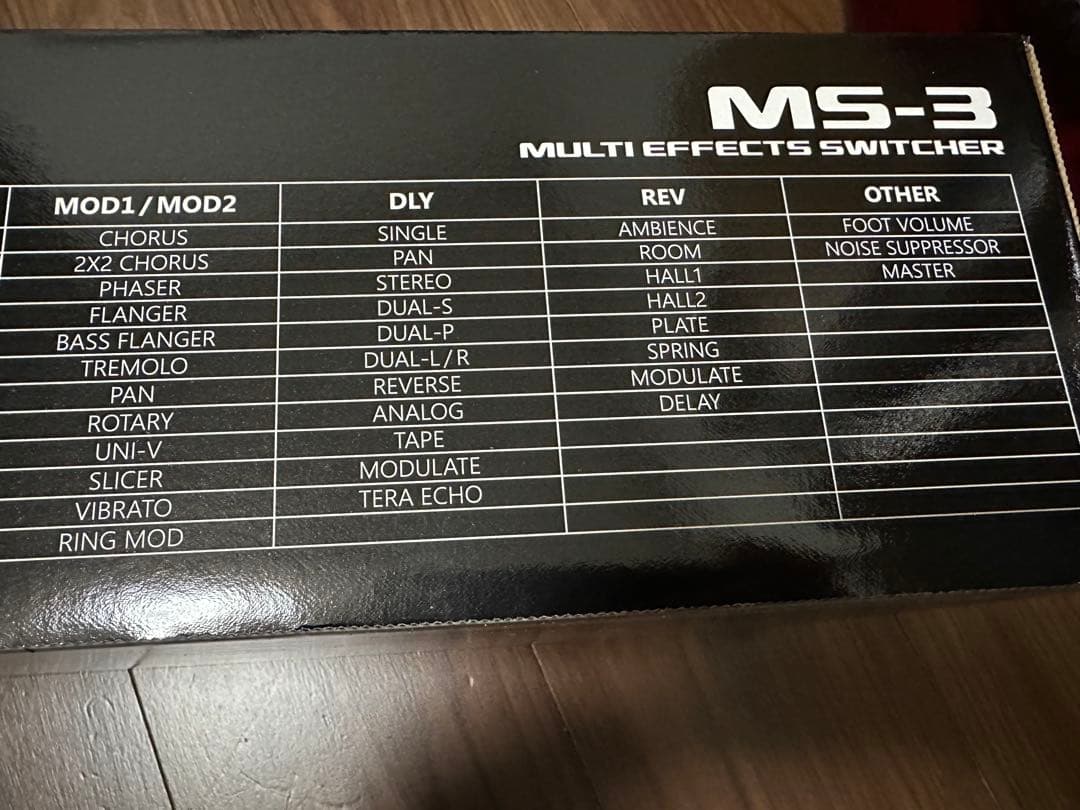 MS-3
MULTI EFFECTS SWITCHER
MOD1/MOD2 DLY REV OTHER
CHORUS SINGLE AMBIENCE FOOT VOLUME
2X2 CHORUS PAN ROOM NOISE SUPPRESSOR
PHASER STEREO HALL1 MASTER
FLANGER DUAL-S HALL2
BASS FLANGER DUAL-P PLATE
TREMOLO DUAL-L/R SPRING
PAN REVERSE MODULATE
ROTARY ANALOG DELAY
UNI-V TAPE
SLICER MODULATE
VIBRATO TERA ECHO
RING MOD